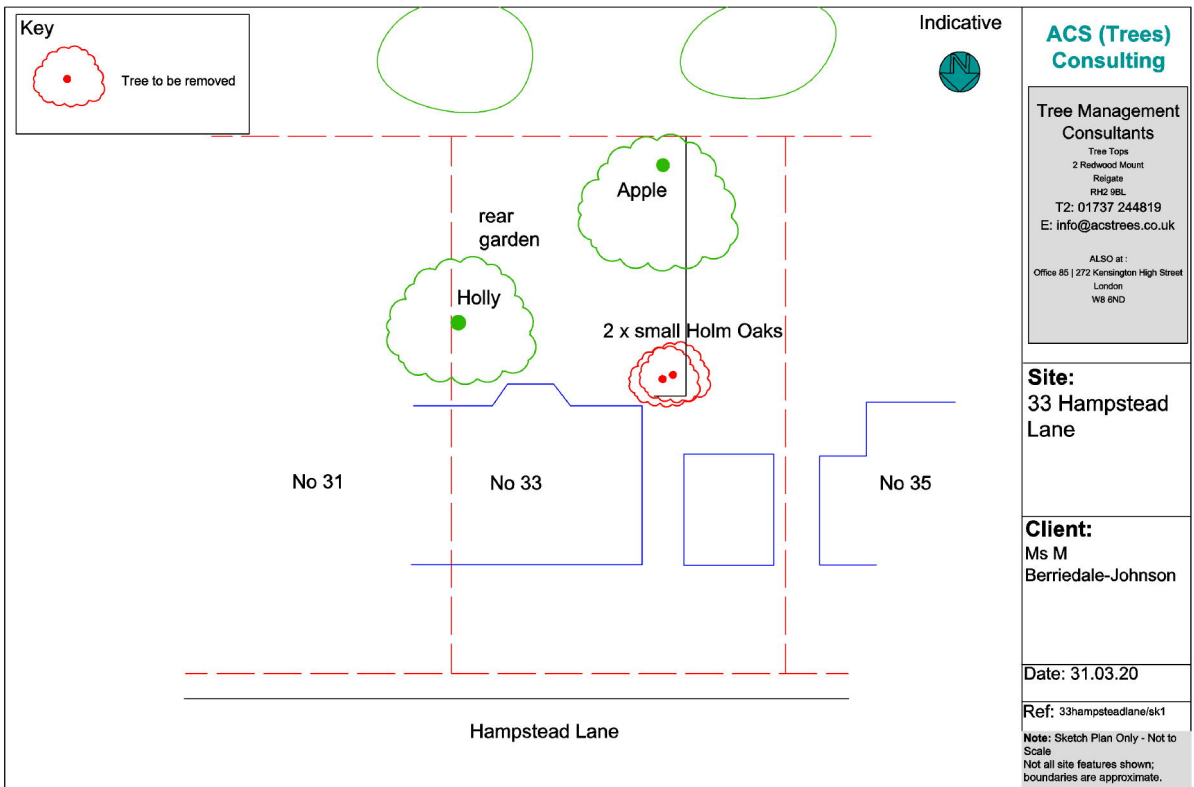 Key
Tree to be removed
Indicative
N
Apple
rear
garden
Holly
2 x small Holm Oaks
No 31
No 33
No 35
Hampstead Lane
ACS (Trees)
Consulting
Tree Management
Consultants
Tree Tops
2 Redwood Mount
Reigate
RH2 9BL
T2: 01737 244819
E: info@acstrees.co.uk
ALSO at :
Office 85 | 272 Kensington High Street
London
W8 6ND
Site:
33 Hampstead
Lane
Client:
Ms M
Berriedale-Johnson
Date: 31.03.20
Ref: 33hampsteadlane/sk1
Note: Sketch Plan Only - Not to
Scale
Not all site features shown;
boundaries are approximate.